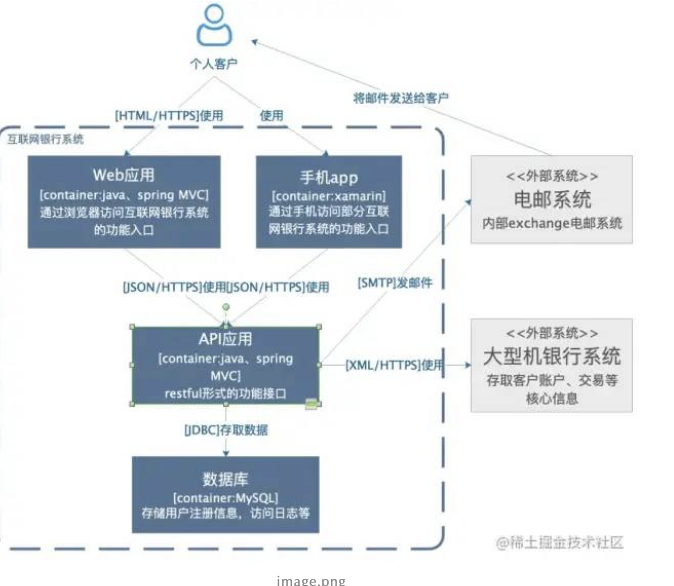 个人客户
将邮件发送给客户
[HTML/HTTPS]使用
使用
互联网银行系统
Web应用
[container:java、spring MVC]
通过浏览器访问互联网银行系统
的功能入口
手机app
[container:xamarin]
通过手机访问部分互联
网银行系统的功能入口
<<外部系统>>
电邮系统
内部exchange电邮系统
[JSON/HTTPS]使用
[JSON/HTTPS]使用
[SMTP]发邮件
API应用
[container:java、spring
MVC]
restful形式的功能接口
[XML/HTTPS]使用
<<外部系统>>
大型机银行系统
存取客户账户、交易等
核心信息
[JDBC]存取数据
数据库
[container:MySQL]
存储用户注册信息，访问日志等
@稀土掘金技术社区
image.png